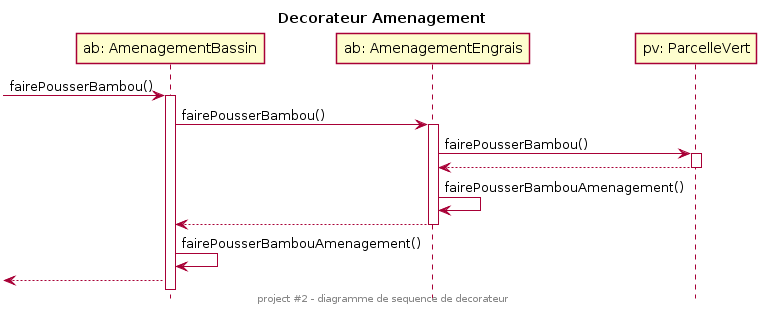 Decorateur Amenagement
ab: AmenagementBassin
ab: AmenagementEngrais
pv: ParcelleVert
fairePousserBambou()
fairePousserBambou()
fairePousserBambou()
fairePousserBambouAmenagement()
fairePousserBambouAmenagement()
project #2 - diagramme de sequence de decorateur